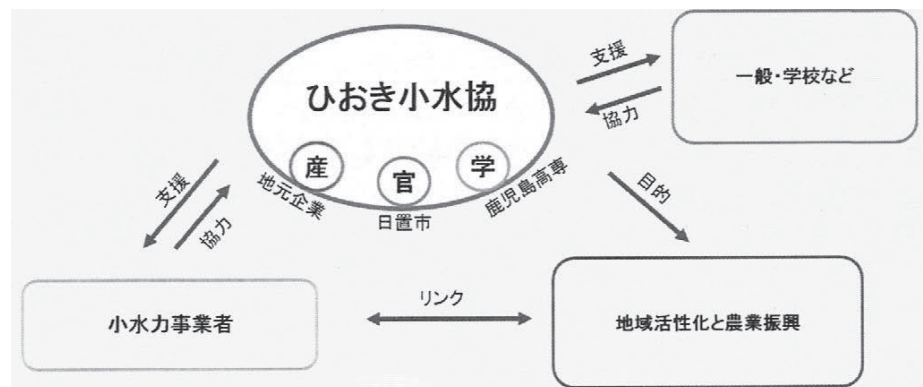 ひおき小水協
産
官
学
地元企業
日置市
鹿児島高専
支援
協力
一般・学校など
支援
協力
目的
小水力事業者
リンク
地域活性化と農業振興